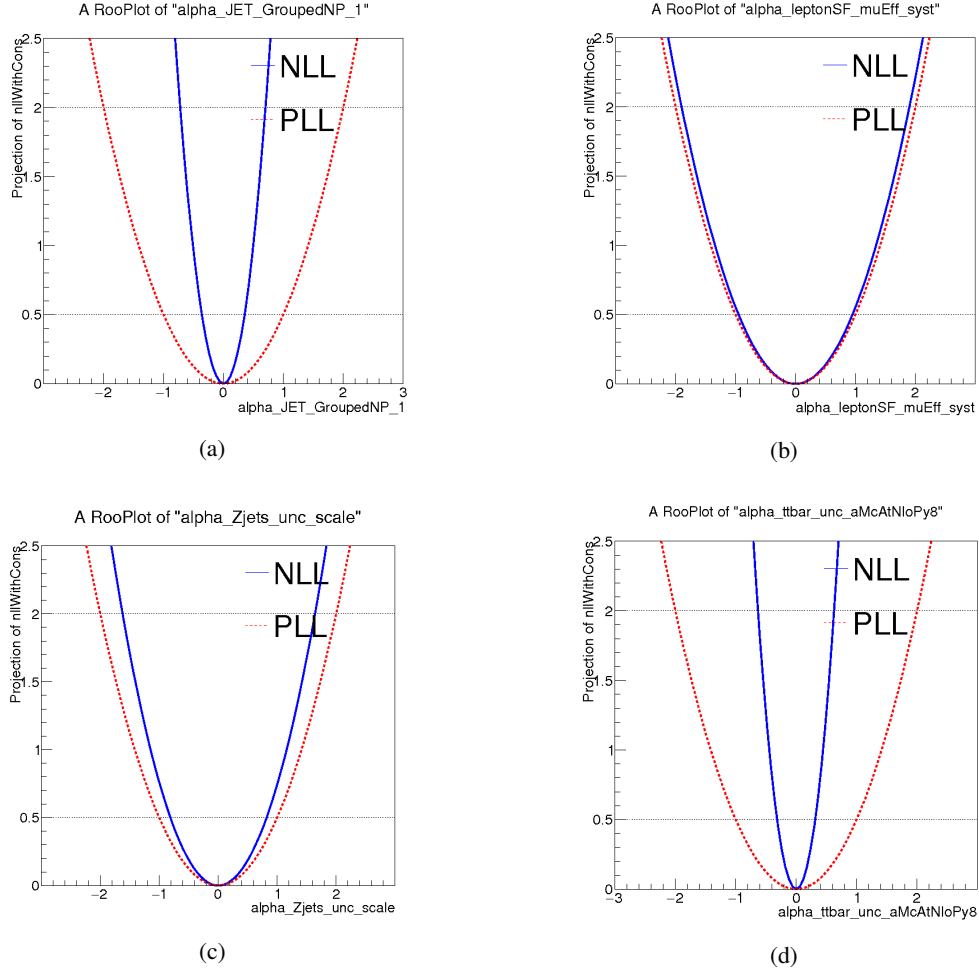 A RooPlot of "alpha_JET_GroupedNP_1"
Projection of nllWithCons
2.5
2
1.5
1
0.5
0
NLL
PLL
−2 −1 0 1 2 3
alpha_JET_GroupedNP_1
(a)
A RooPlot of "alpha_leptonSF_muEff_syst"
Projection of nllWithCons
2.5
2
1.5
1
0.5
0
NLL
PLL
−2 −1 0 1 2
alpha_leptonSF_muEff_syst
(b)
A RooPlot of "alpha_Zjets_unc_scale"
Projection of nllWithCons
2.5
2
1.5
1
0.5
0
NLL
PLL
−2 −1 0 1 2
alpha_Zjets_unc_scale
(c)
A RooPlot of "alpha_ttbar_unc_aMcAtNloPy8"
Projection of nllWithCons
2.5
2
1.5
1
0.5
0
NLL
PLL
−3 −2 −1 0 1 2
alpha_ttbar_unc_aMcAtNloPy8
(d)